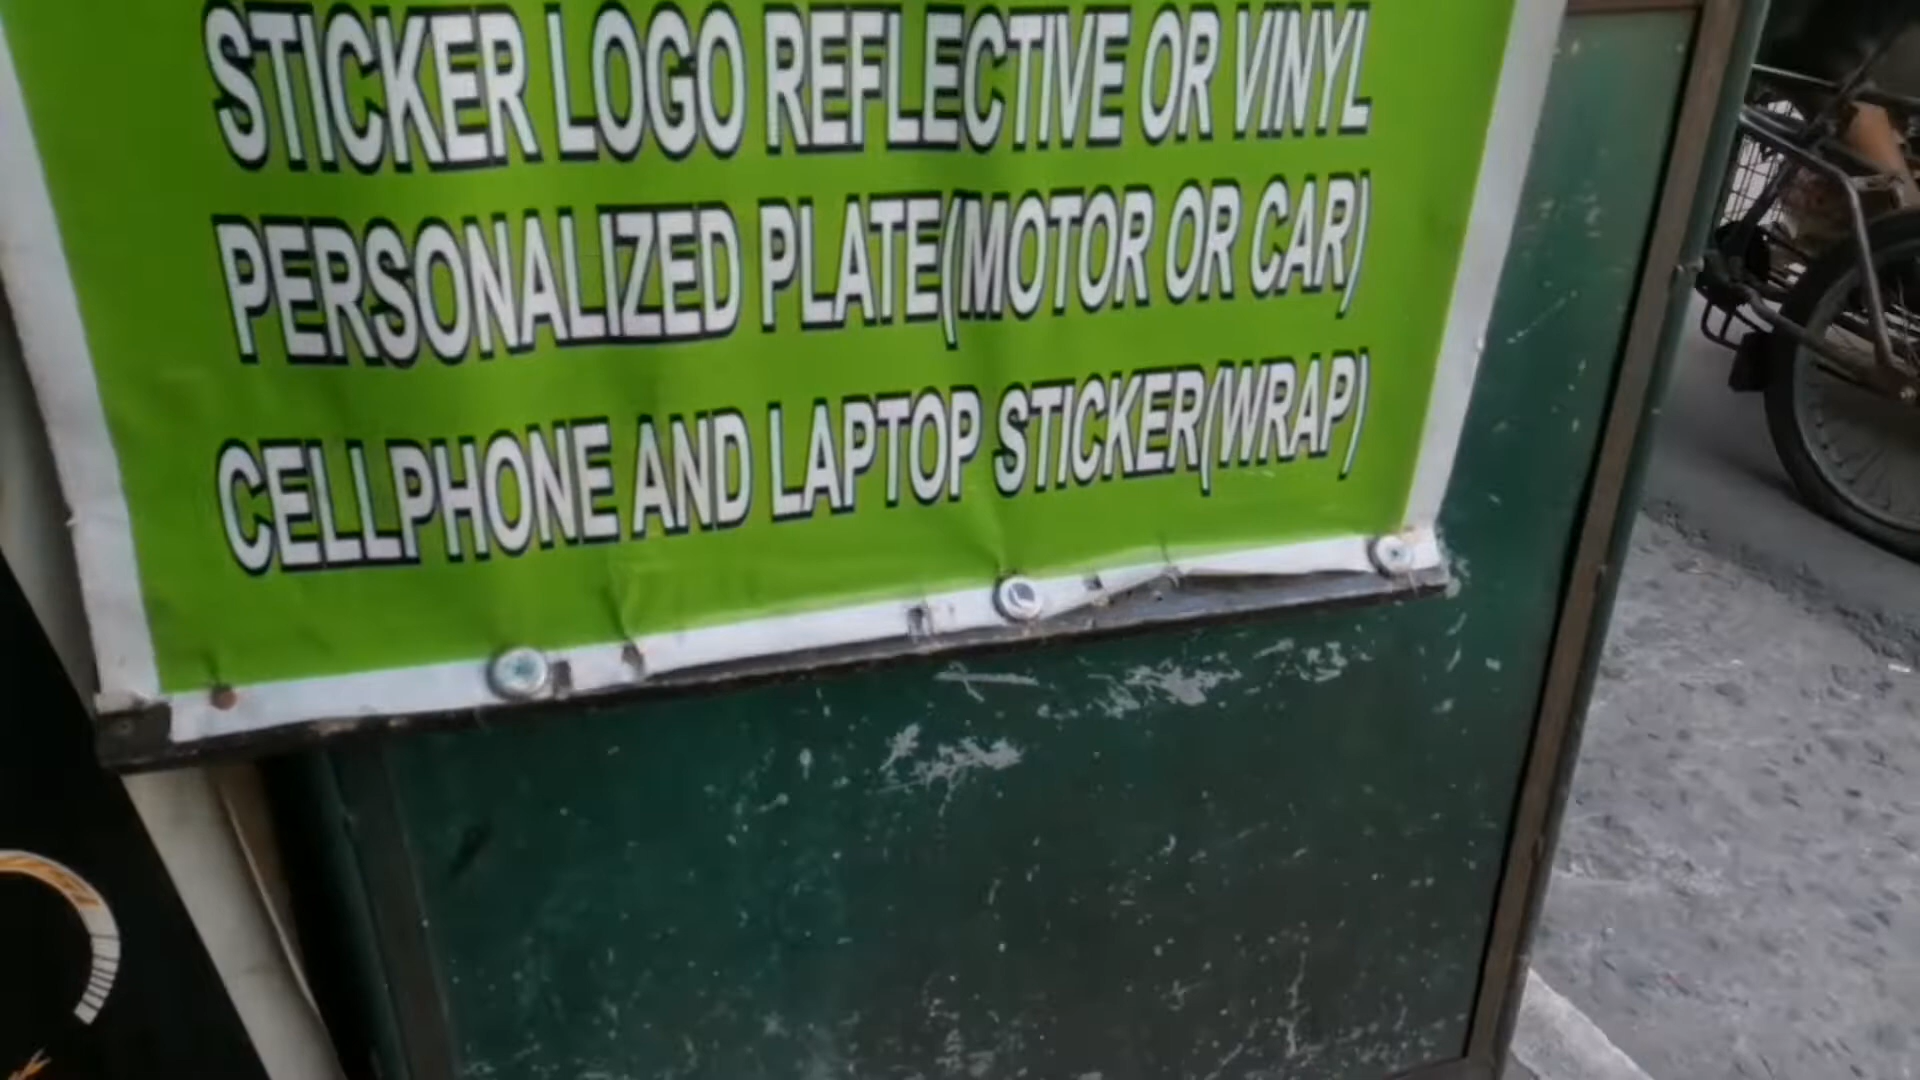 STICKER LOGO REFLECTIVE OR VINYL
PERSONALIZED PLATE(MOTOR OR CAR)
CELLPHONE AND LAPTOP STICKER(WRAP)